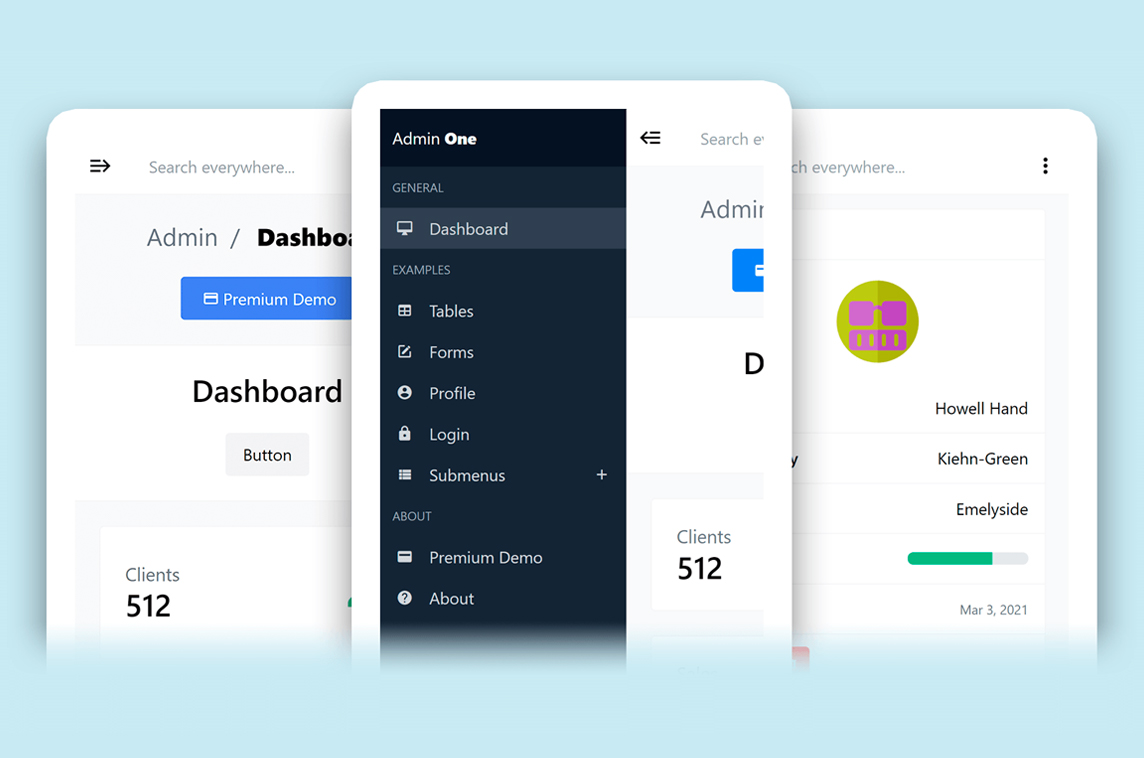 Search everywhere...
Admin / Dashboa
Premium Demo
Dashboard
Button
Clients
512
Admin One
GENERAL
Dashboard
EXAMPLES
Tables
Forms
Profile
Login
Submenus +
ABOUT
Premium Demo
About
Search ev
Admin
D
Clients
512
ch everywhere...
Howell Hand
y Kiehn-Green
Emelyside
Mar 3, 2021